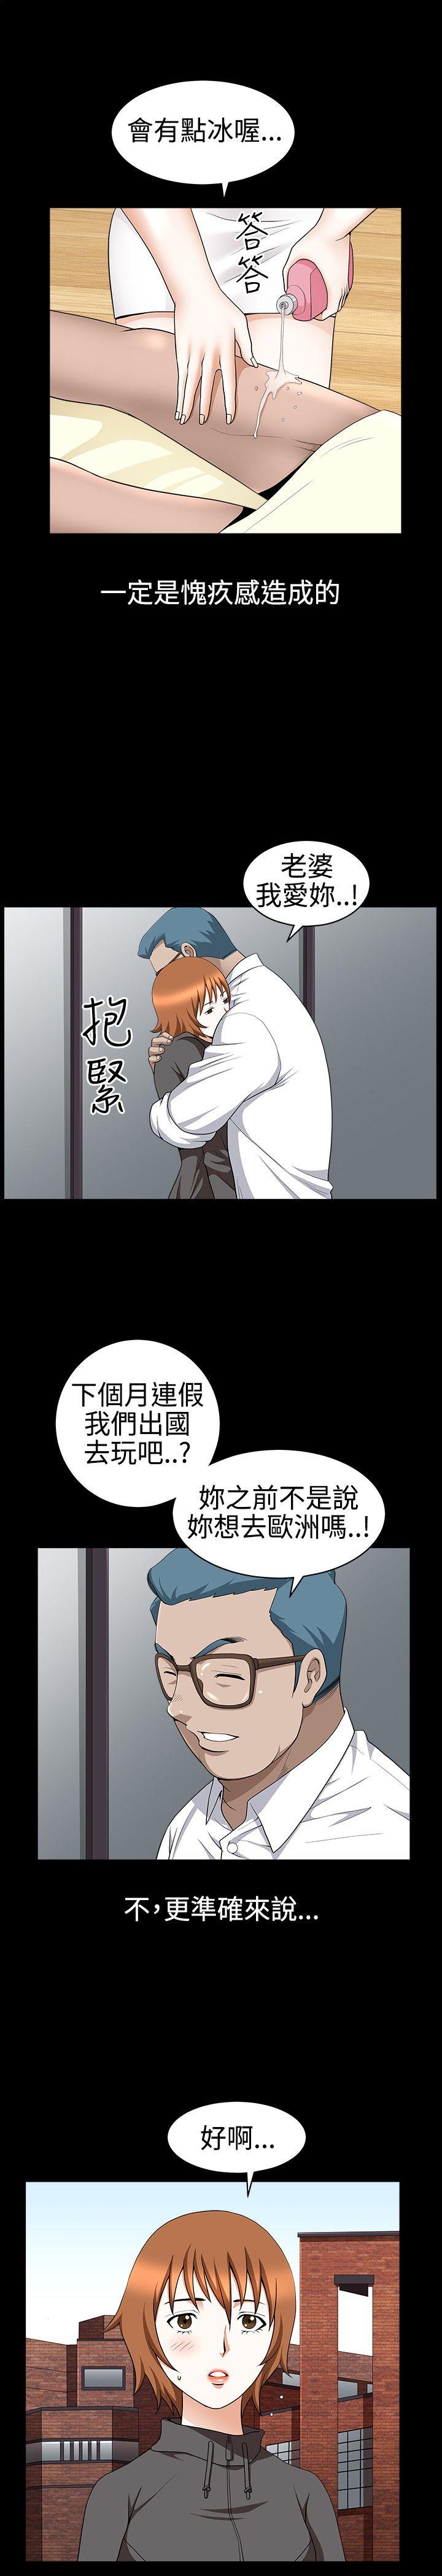 會有點冰喔...
答答
一定是愧疚感造成的
老婆
我愛妳..!
抱緊
下個月連假
我們出國
去玩吧..?
妳之前不是說
妳想去歐洲嗎..!
不,更準確來說...
好啊...